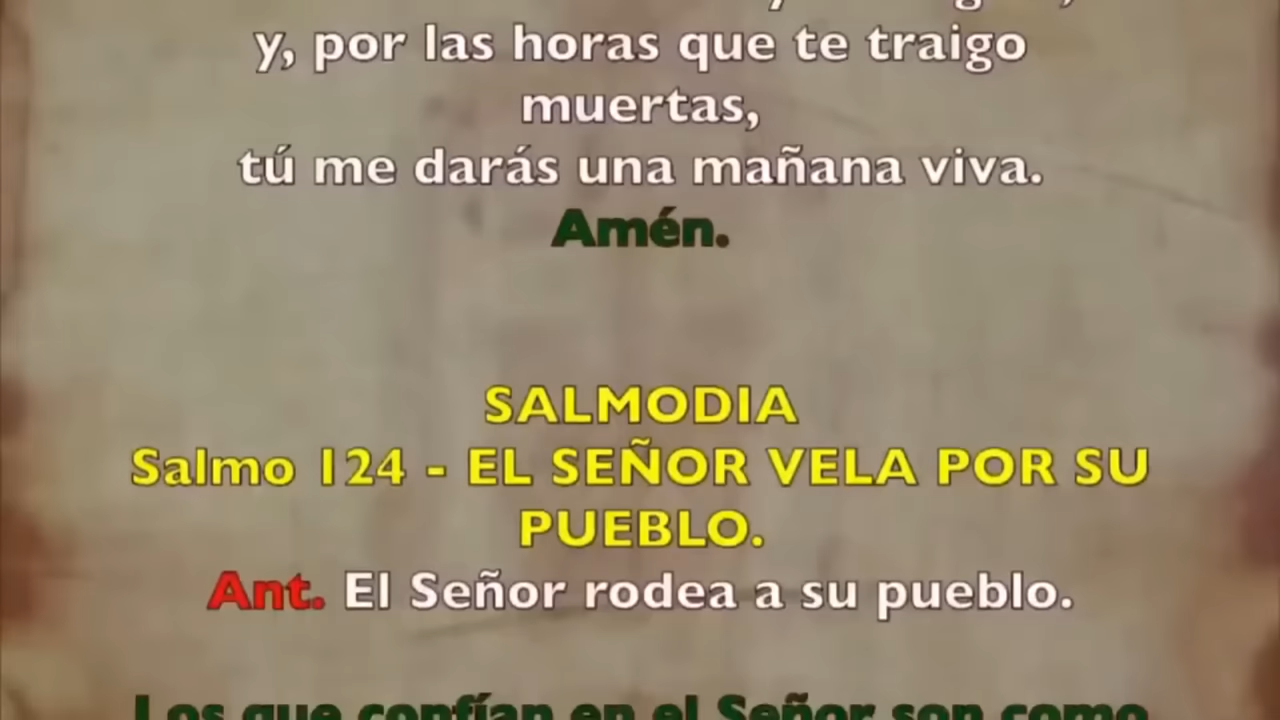 y, por las horas que te traigo
muertas,
tú me darás una mañana viva.
Amén.
SALMODIA
Salmo 124 - EL SEÑOR VELA POR SU
PUEBLO.
Ant. El Señor rodea a su pueblo.
Los que confían en el Señor son como